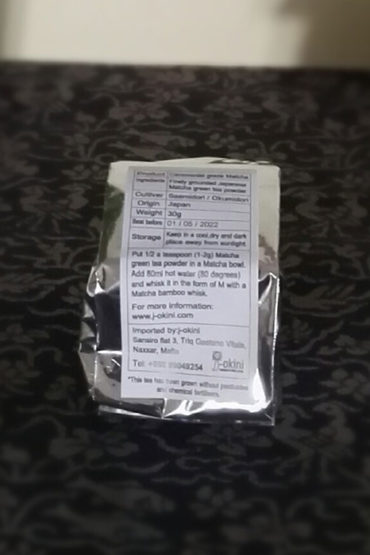 Product Ceremonial grade Matcha
Ingredients Finely grounded Japanese
Matcha green tea powder
Cultivar Saemidori / Okumidori
Origin Japan
Weight 30g
Best before 01 / 05 / 2022
Storage Keep in a cool,dry and dark
place away from sunlight.
Put 1/2 a teaspoon (1-2g) Matcha
green tea powder in a Matcha bowl.
Add 80ml hot water (80 degrees)
and whisk it in the form of M with a
Matcha bamboo whisk.
For more information:
www.j-okini.com
Imported by:j-okini
Sansiro flat 3, Triq Gaetano Vitale,
Naxxar, Malta
Tel: 99049254
j-okini
*This tea has been grown without pesticides
and chemical fertilisers.